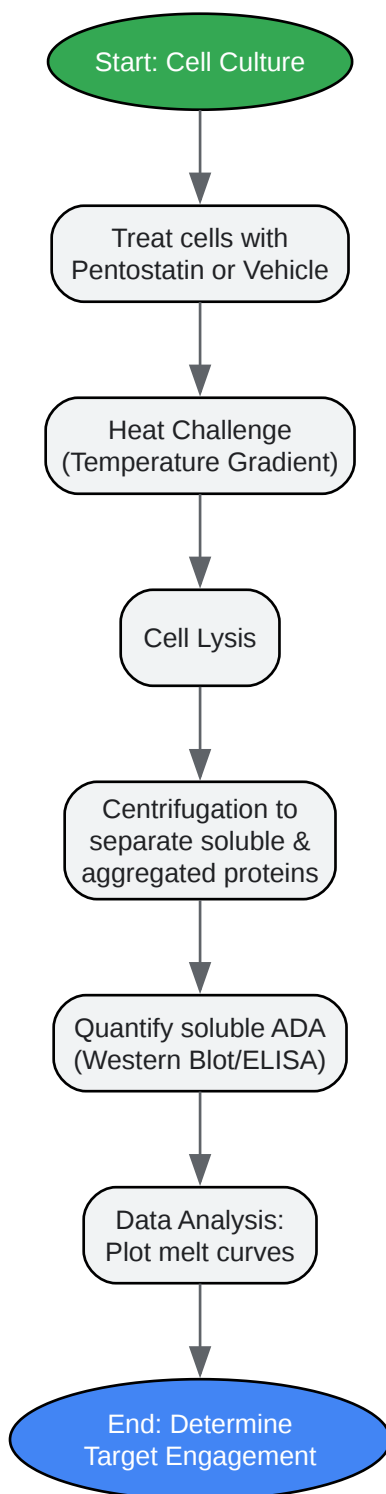 Start: Cell Culture
Treat cells with
Pentostatin or Vehicle
Heat Challenge
(Temperature Gradient)
Cell Lysis
Centrifugation to
separate soluble &
aggregated proteins
Quantify soluble ADA
(Western Blot/ELISA)
Data Analysis:
Plot melt curves
End: Determine
Target Engagement